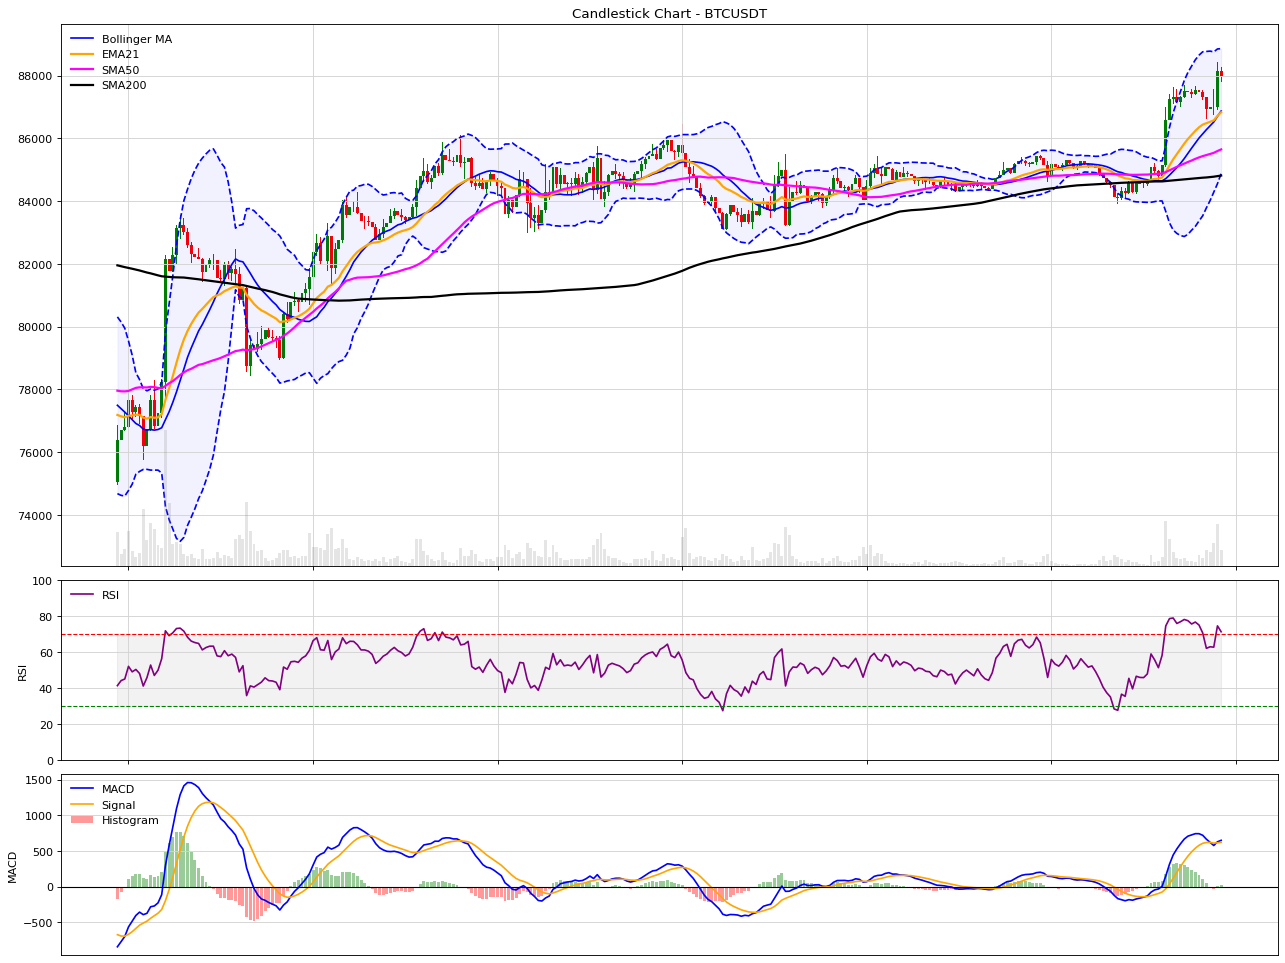 Candlestick Chart - BTCUSDT
Bollinger MA
EMA21
SMA50
SMA200
88000
86000
84000
82000
80000
78000
76000
74000
RSI
RSI
100
80
60
40
20
0
MACD
Signal
Histogram
MACD
1500
1000
500
0
−500